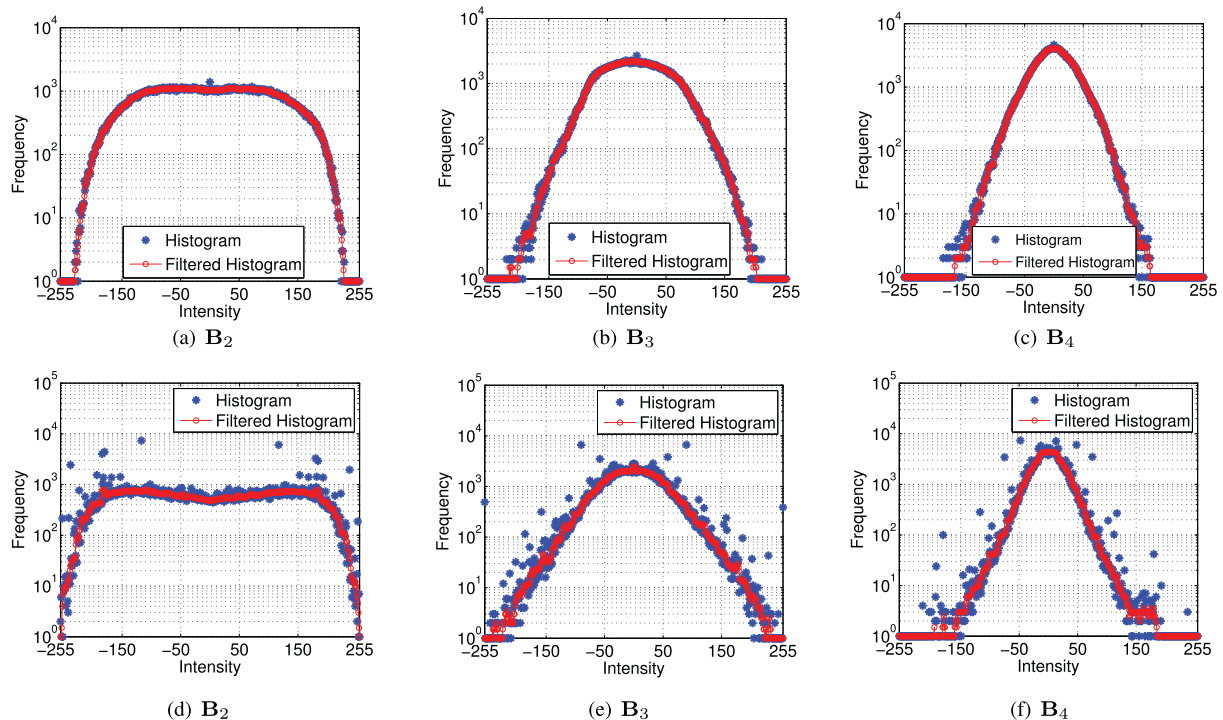 10^4
10^3
10^2
10^1
10^0
Frequency
Histogram
Filtered Histogram
−255 −150 −50 50 150 255
Intensity
(a) B_2
10^4
10^3
10^2
10^1
10^0
Frequency
Histogram
Filtered Histogram
−255 −150 −50 50 150 255
Intensity
(b) B_3
10^4
10^3
10^2
10^1
10^0
Frequency
Histogram
Filtered Histogram
−255 −150 −50 50 150 255
Intensity
(c) B_4
10^5
10^4
10^3
10^2
10^1
10^0
Frequency
Histogram
Filtered Histogram
−255 −150 −50 50 150 255
Intensity
(d) B_2
10^5
10^4
10^3
10^2
10^1
10^0
Frequency
Histogram
Filtered Histogram
−255 −150 −50 50 150 255
Intensity
(e) B_3
10^5
10^4
10^3
10^2
10^1
10^0
Frequency
Histogram
Filtered Histogram
−255 −150 −50 50 150 255
Intensity
(f) B_4